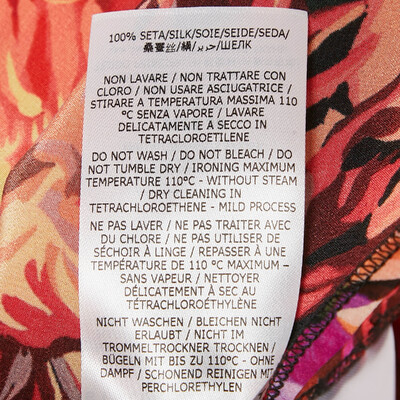 100% SETA/SILK/SOIE/SEIDE/SEDA/
/حرير/ШЕЛК
NON LAVARE / NON TRATTARE CON
CLORO / NON USARE ASCIUGATRICE /
STIRARE A TEMPERATURA MASSIMA 110
°C SENZA VAPORE / LAVARE
DELICATAMENTE A SECCO IN
TETRACLOROETILENE
DO NOT WASH / DO NOT BLEACH / DO
NOT TUMBLE DRY / IRONING MAXIMUM
TEMPERATURE 110°C - WITHOUT STEAM
/ DRY CLEANING IN
TETRACHLOROETHENE - MILD PROCESS
NE PAS LAVER / NE PAS TRAITER AVEC
DU CHLORE / NE PAS UTILISER DE
SÉCHOIR À LINGE / REPASSER À UNE
TEMPÉRATURE DE 110 °C MAXIMUM –
SANS VAPEUR / NETTOYER
DÉLICATEMENT À SEC AU
TÉTRACHLOROÉTHYLÈNE
NICHT WASCHEN / BLEICHEN NICHT
ERLAUBT / NICHT IM
TROMMELTROCKNER TROCKNEN /
BÜGELN MIT BIS ZU 110°C - OHNE
DAMPF / SCHONEND REINIGEN MIT
PERCHLORETHYLEN